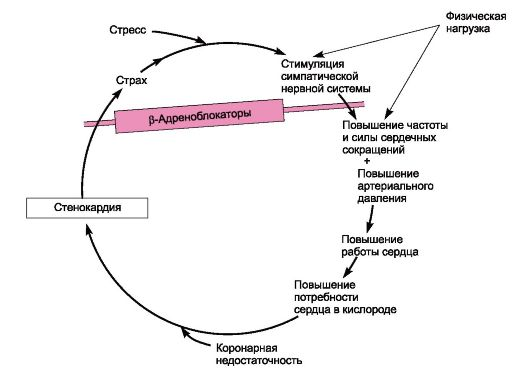 Физическая
нагрузка
Стресс
Страх
Стимуляция
симпатической
нервной системы
β-Адреноблокаторы
Повышение частоты
и силы сердечных
сокращений
+
Повышение
артериального
давления
Стенокардия
Повышение
работы сердца
Повышение
потребности
сердца в кислороде
Коронарная
недостаточность